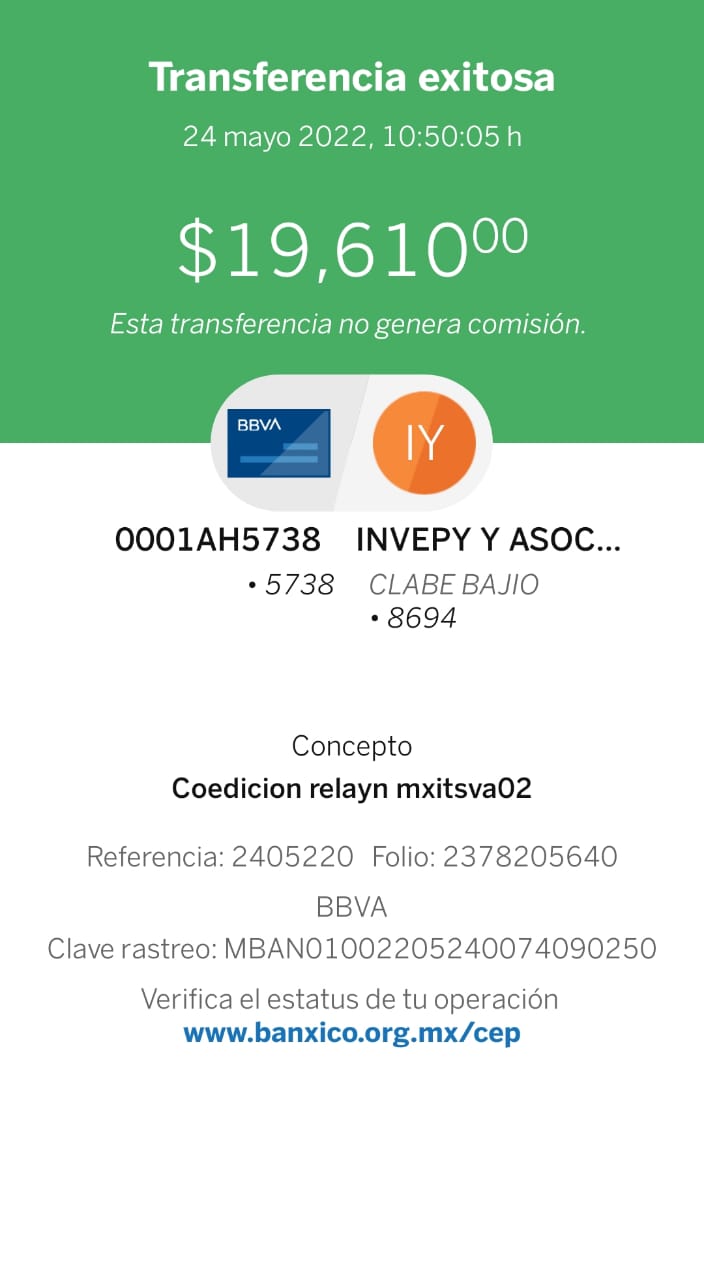 Transferencia exitosa
24 mayo 2022, 10:50:05 h
$19,610.00
Esta transferencia no genera comisión.
BBVA
IY
0001AH5738 INVEPY Y ASOC...
• 5738 CLABE BAJIO
• 8694
Concepto
Coedicion relayn mxitsva02
Referencia: 2405220 Folio: 2378205640
BBVA
Clave rastreo: MBAN01002205240074090250
Verifica el estatus de tu operación
www.banxico.org.mx/cep